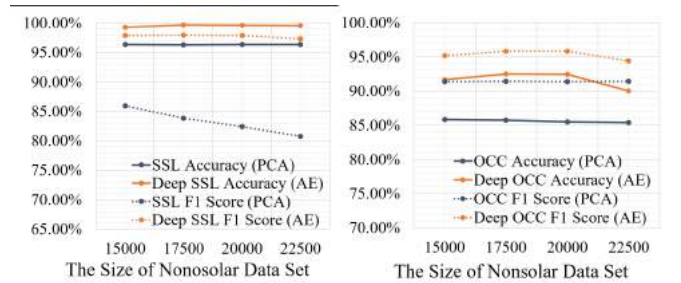 100.00%
95.00%
90.00%
85.00%
80.00%
75.00%
70.00%
65.00%
SSL Accuracy (PCA)
Deep SSL Accuracy (AE)
SSL F1 Score (PCA)
Deep SSL F1 Score (AE)
15000 17500 20000 22500
The Size of Nonosolar Data Set
100.00%
95.00%
90.00%
85.00%
80.00%
75.00%
70.00%
OCC Accuracy (PCA)
Deep OCC Accuracy (AE)
OCC F1 Score (PCA)
Deep OCC F1 Score (AE)
15000 17500 20000 22500
The Size of Nonsolar Data Set